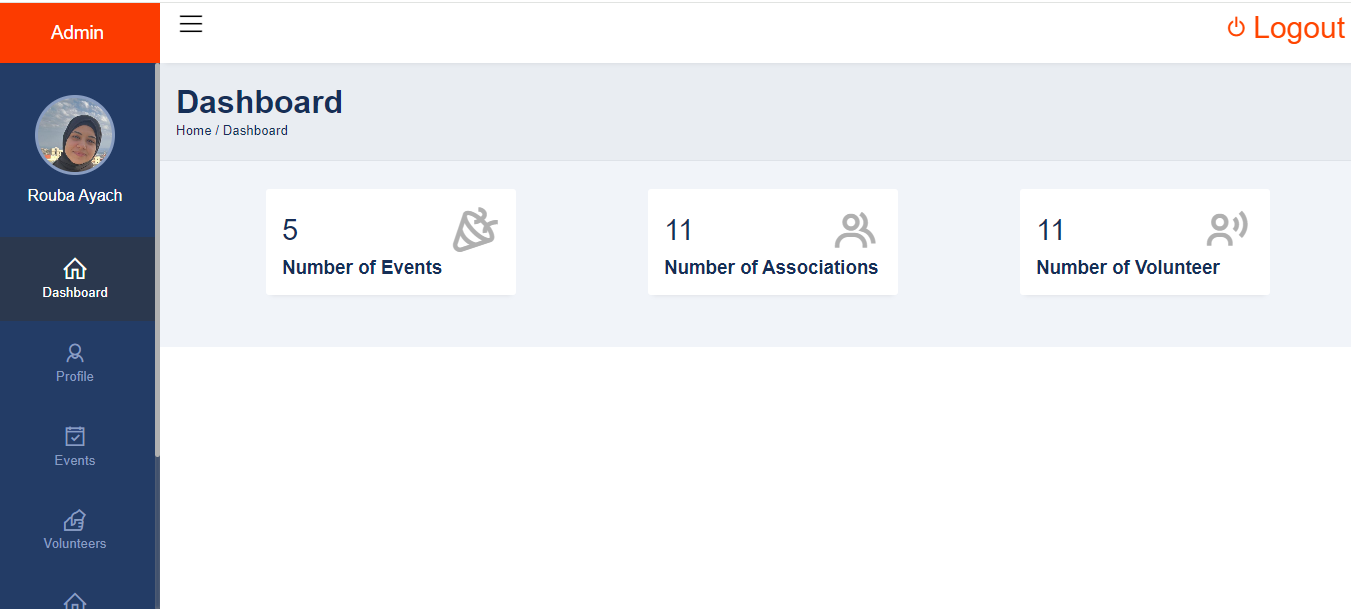 Admin
Logout
Rouba Ayach
Dashboard
Profile
Events
Volunteers
Dashboard
Home / Dashboard
5
Number of Events
11
Number of Associations
11
Number of Volunteer